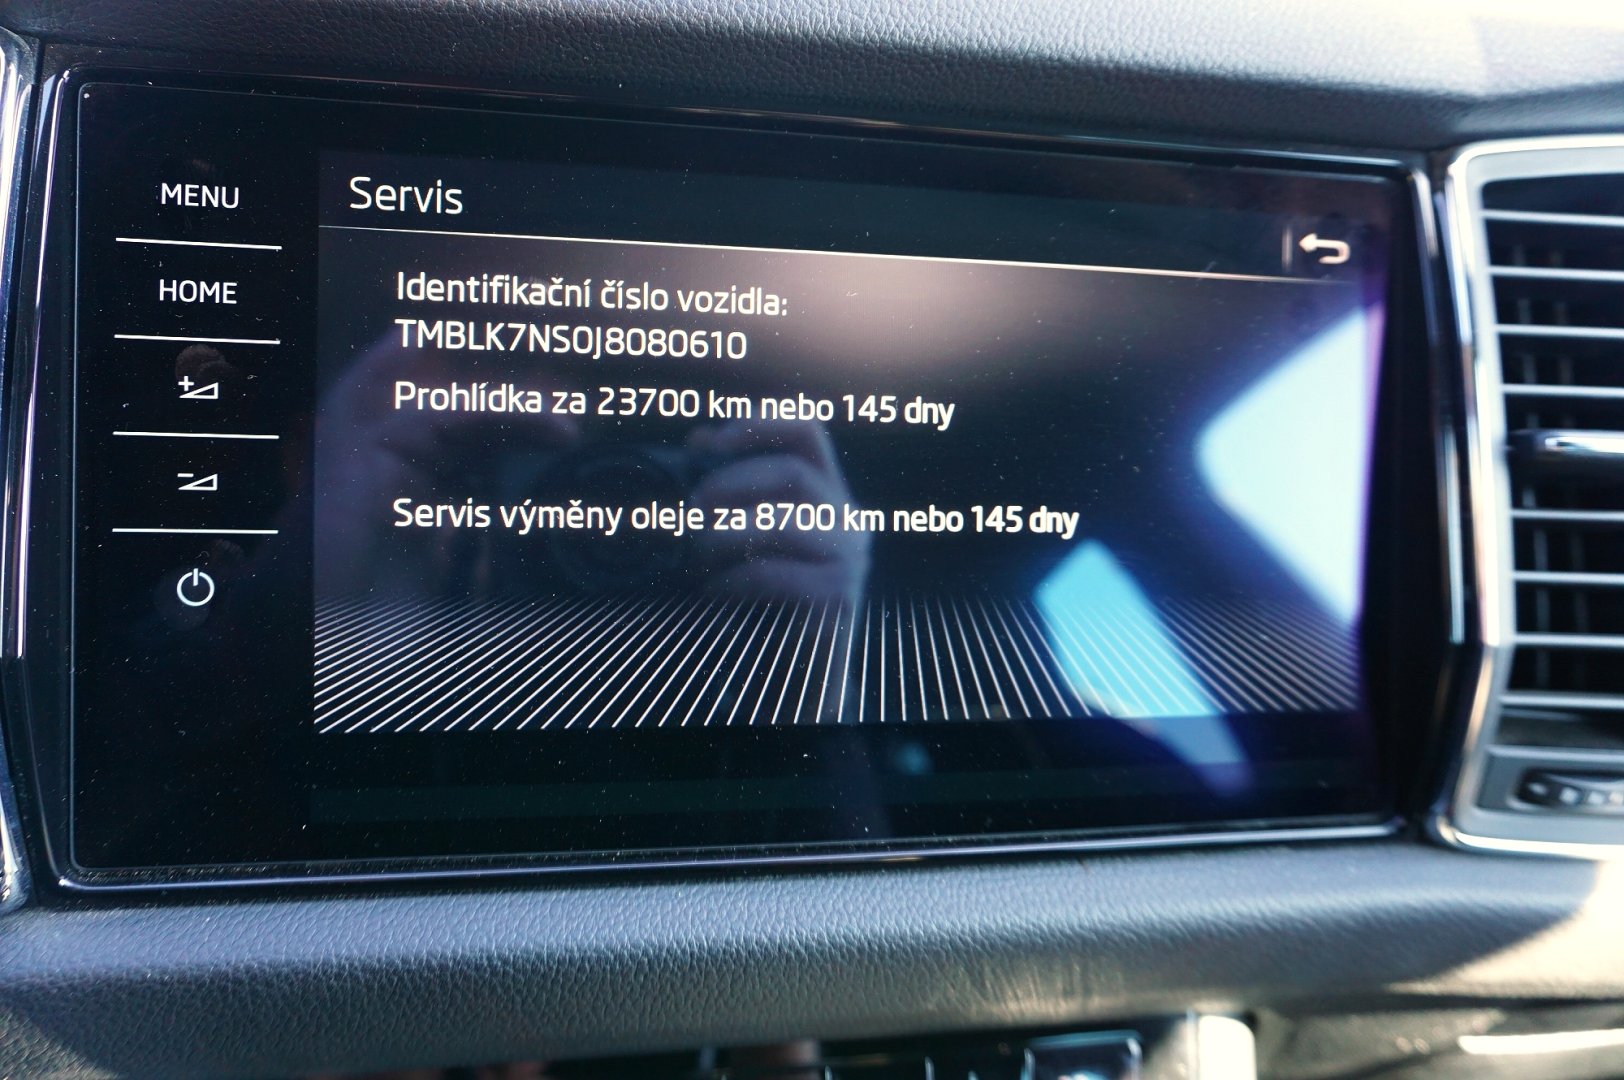 MENU
HOME
Servis
Identifikační číslo vozidla:
TMBLK7NS0J8080610
Prohlídka za 23700 km nebo 145 dny
Servis výměny oleje za 8700 km nebo 145 dny